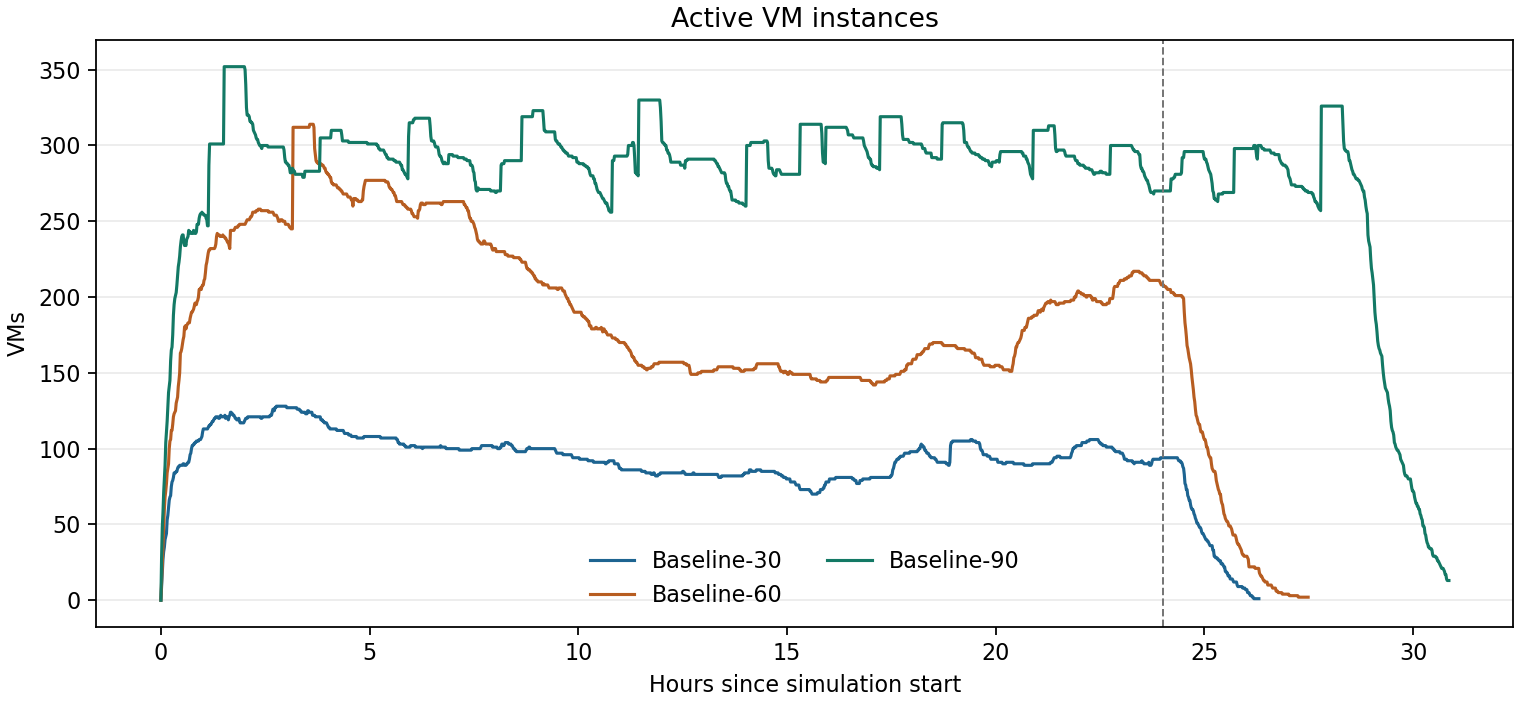 Active VM instances
350
300
250
200
150
100
50
0
VMs
Baseline-30
Baseline-60
Baseline-90
0 5 10 15 20 25 30
Hours since simulation start